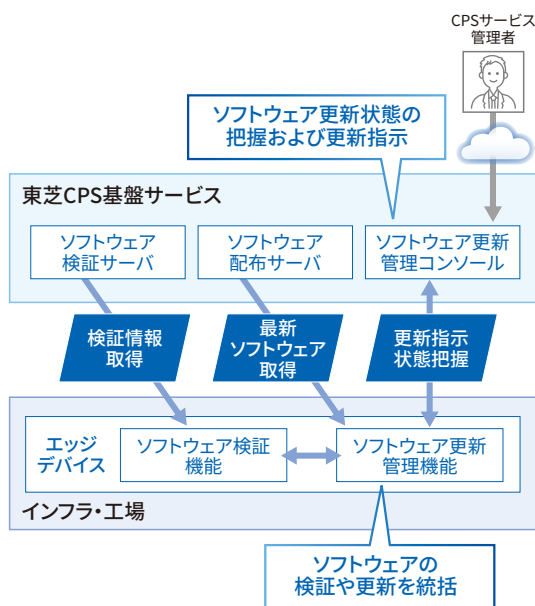 CPSサービス
管理者
ソフトウェア更新状態の
把握および更新指示
東芝CPS基盤サービス
ソフトウェア
検証サーバ
ソフトウェア
配布サーバ
ソフトウェア更新
管理コンソール
検証情報
取得
最新
ソフトウェア
取得
更新指示
状態把握
エッジ
デバイス
ソフトウェア検証
機能
ソフトウェア更新
管理機能
インフラ・工場
ソフトウェアの
検証や更新を統括